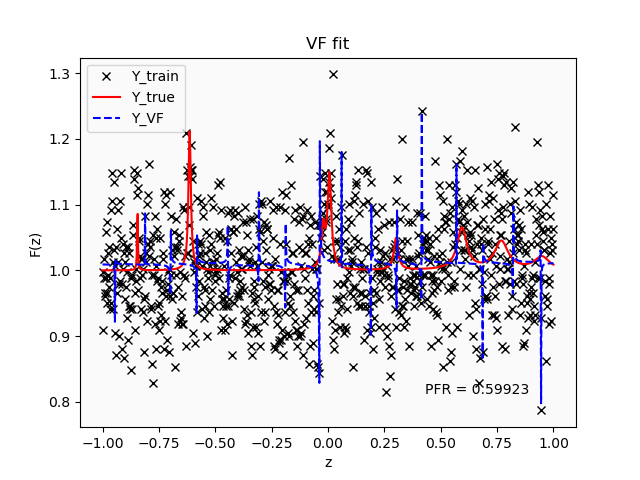 VF fit
Y_train
Y_true
Y_VF
F(z)
1.3
1.2
1.1
1.0
0.9
0.8
PFR = 0.59923
−1.00 −0.75 −0.50 −0.25 0.00 0.25 0.50 0.75 1.00
z